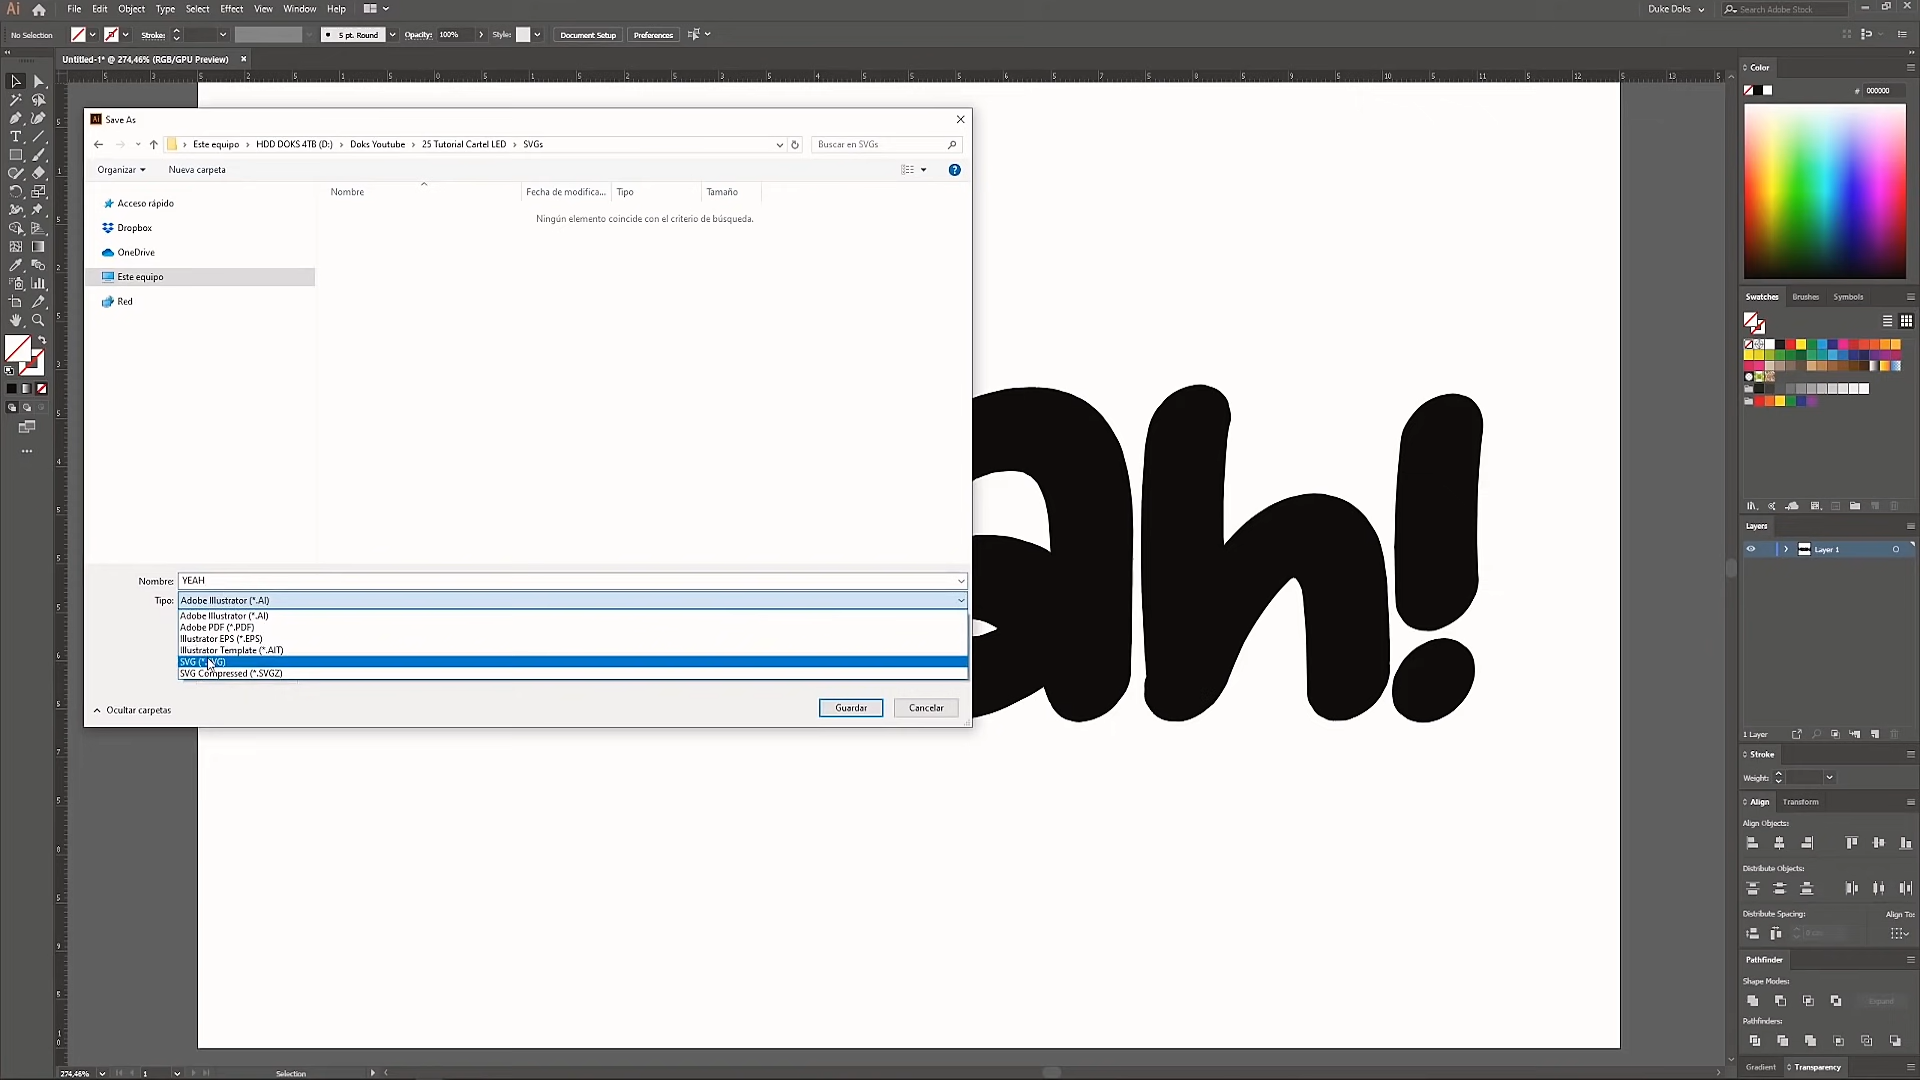 Ai File Edit Object Type Select Effect View Window Help Duke Doks Search Adobe Stock
No Selection Stroke: 5 pt. Round Opacity: 100% Style: Document Setup Preferences
Untitled-1* @ 274,46% (RGB/GPU Preview)
Save As
Este equipo HDD DOKS 4TB (D:) Doks Youtube 25 Tutorial Cartel LED SVGs Buscar en SVGs
Organizar Nueva carpeta
Nombre Fecha de modifica... Tipo Tamaño
Ningún elemento coincide con el criterio de búsqueda.
Acceso rápido
Dropbox
OneDrive
Este equipo
Red
Nombre: YEAH
Tipo: Adobe Illustrator (*.AI)
Adobe Illustrator (*.AI)
Adobe PDF (*.PDF)
Illustrator EPS (*.EPS)
Illustrator Template (*.AIT)
SVG (*.SVG)
SVG Compressed (*.SVGZ)
Ocultar carpetas Guardar Cancelar
ah!
Color
# 000000
Swatches Brushes Symbols
Layers
Layer 1
1 Layer
Stroke
Weight:
Align Transform
Align Objects:
Distribute Objects:
Distribute Spacing: Align To:
Pathfinder
Shape Modes:
Expand
Pathfinders:
Gradient Transparency
274,46% 1 Selection